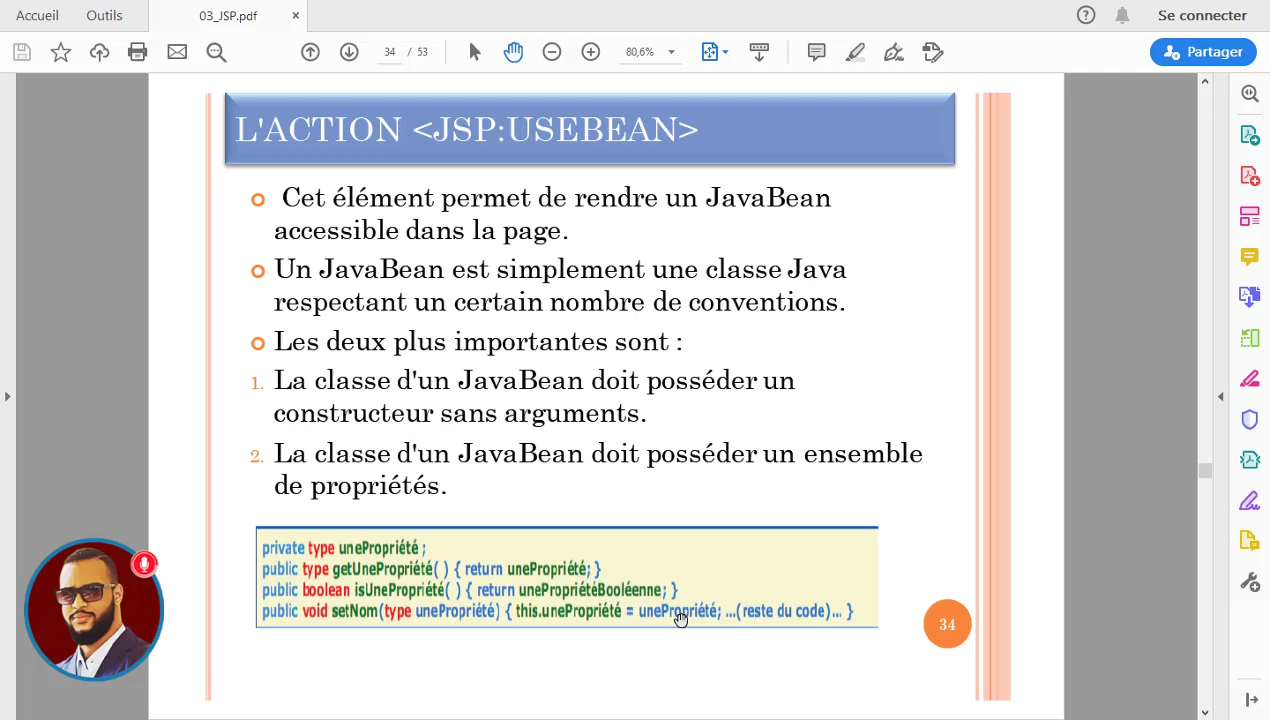 Accueil Outils 03_JSP.pdf × Se connecter
34 / 53 80,6% Partager
L'ACTION <JSP:USEBEAN>
Cet élément permet de rendre un JavaBean
accessible dans la page.
Un JavaBean est simplement une classe Java
respectant un certain nombre de conventions.
Les deux plus importantes sont :
1. La classe d'un JavaBean doit posséder un
constructeur sans arguments.
2. La classe d'un JavaBean doit posséder un ensemble
de propriétés.
private type unePropriété ;
public type getUnePropriété( ) { return unePropriété; }
public boolean isUnePropriété( ) { return unePropriétéBooléenne; }
public void setNom(type unePropriété) { this.unePropriété = unePropriété; ...(reste du code)... }
34